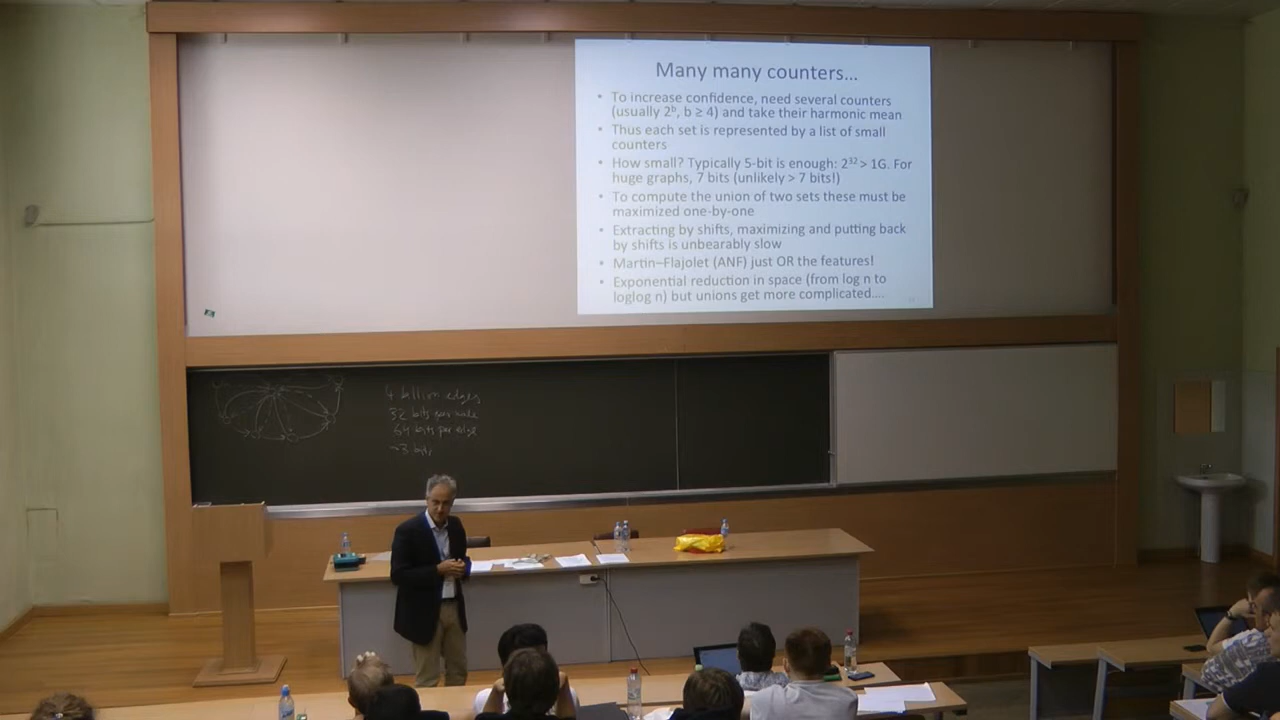 Many many counters...
• To increase confidence, need several counters
(usually 2ᵇ, b ≥ 4) and take their harmonic mean
• Thus each set is represented by a list of small
counters
• How small? Typically 5-bit is enough: 2³² > 1G. For
huge graphs, 7 bits (unlikely > 7 bits!)
• To compute the union of two sets these must be
maximized one-by-one
• Extracting by shifts, maximizing and putting back
by shifts is unbearably slow
• Martin–Flajolet (ANF) just OR the features!
• Exponential reduction in space (from log n to
loglog n) but unions get more complicated....
4 billion edges
32 bits per node
64 bits per edge
~3 bits